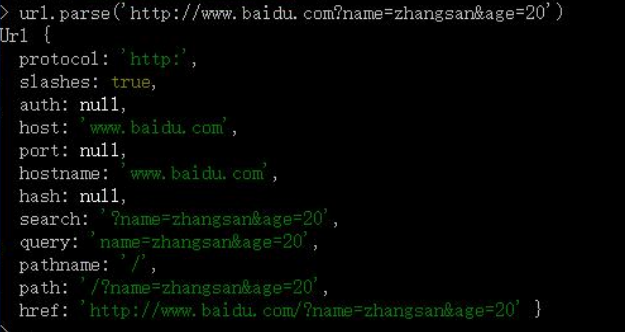 > url.parse('http://www.baidu.com?name=zhangsan&age=20')
Url {
  protocol: 'http:',
  slashes: true,
  auth: null,
  host: 'www.baidu.com',
  port: null,
  hostname: 'www.baidu.com',
  hash: null,
  search: '?name=zhangsan&age=20',
  query: 'name=zhangsan&age=20',
  pathname: '/',
  path: '/?name=zhangsan&age=20',
  href: 'http://www.baidu.com/?name=zhangsan&age=20' }